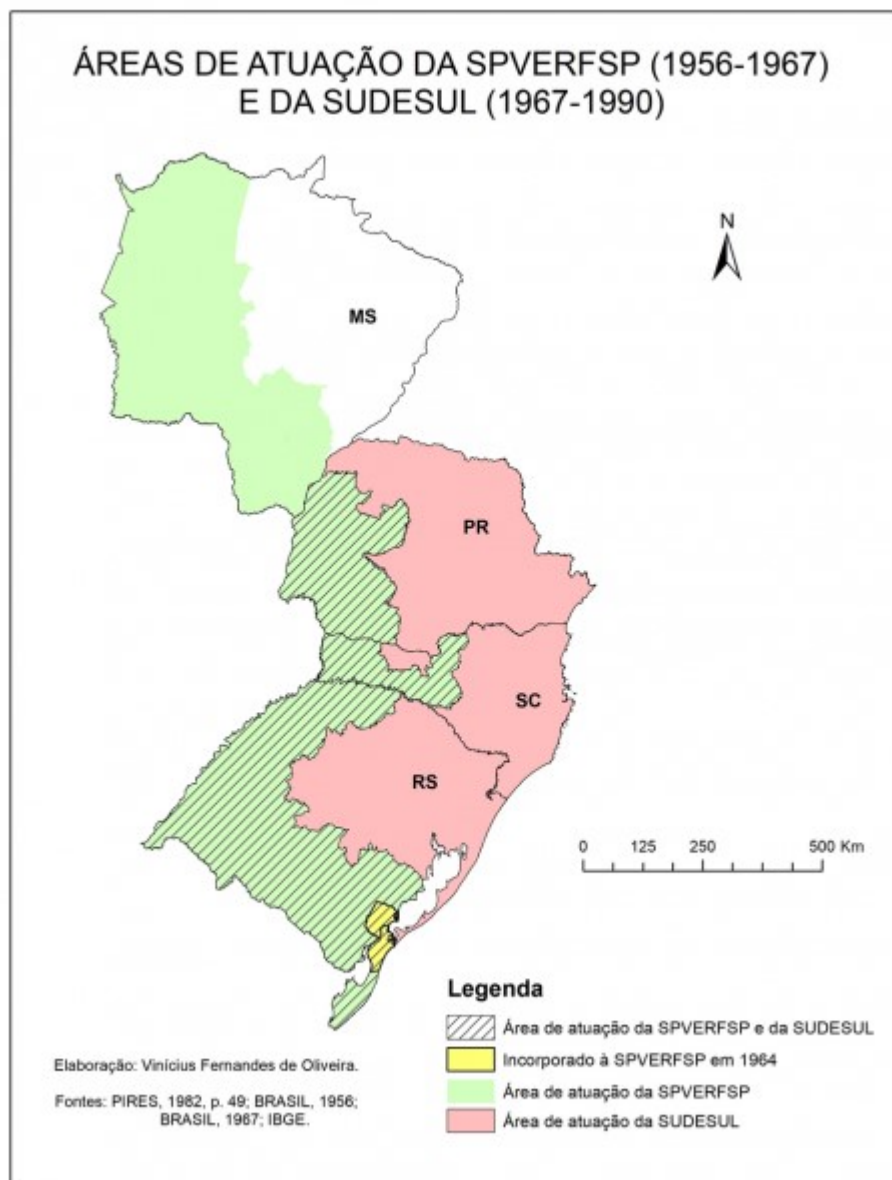 ÁREAS DE ATUAÇÃO DA SPVERFSP (1956-1967)
E DA SUDESUL (1967-1990)
N
MS
PR
SC
RS
0 125 250 500 Km
Legenda
Área de atuação da SPVERFSP e da SUDESUL
Incorporado à SPVERFSP em 1964
Área de atuação da SPVERFSP
Área de atuação da SUDESUL
Elaboração: Vinícius Fernandes de Oliveira.
Fontes: PIRES, 1982, p. 49; BRASIL, 1956;
BRASIL, 1967; IBGE.